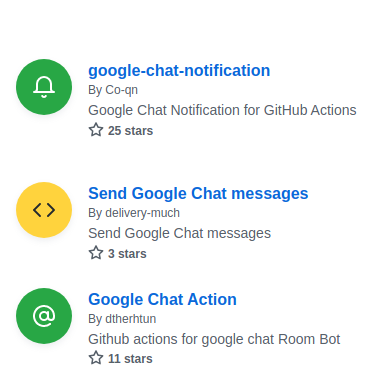 google-chat-notification
By Co-qn
Google Chat Notification for GitHub Actions
25 stars
Send Google Chat messages
By delivery-much
Send Google Chat messages
3 stars
Google Chat Action
By dtherhtun
Github actions for google chat Room Bot
11 stars